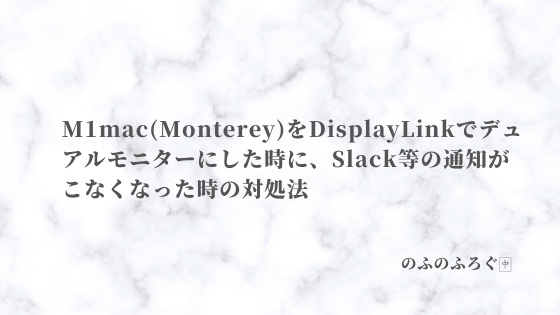 M1mac(Monterey)をDisplayLinkでデュ
アルモニターにした時に、Slack等の通知が
こなくなった時の対処法
のふのふろぐ🀄